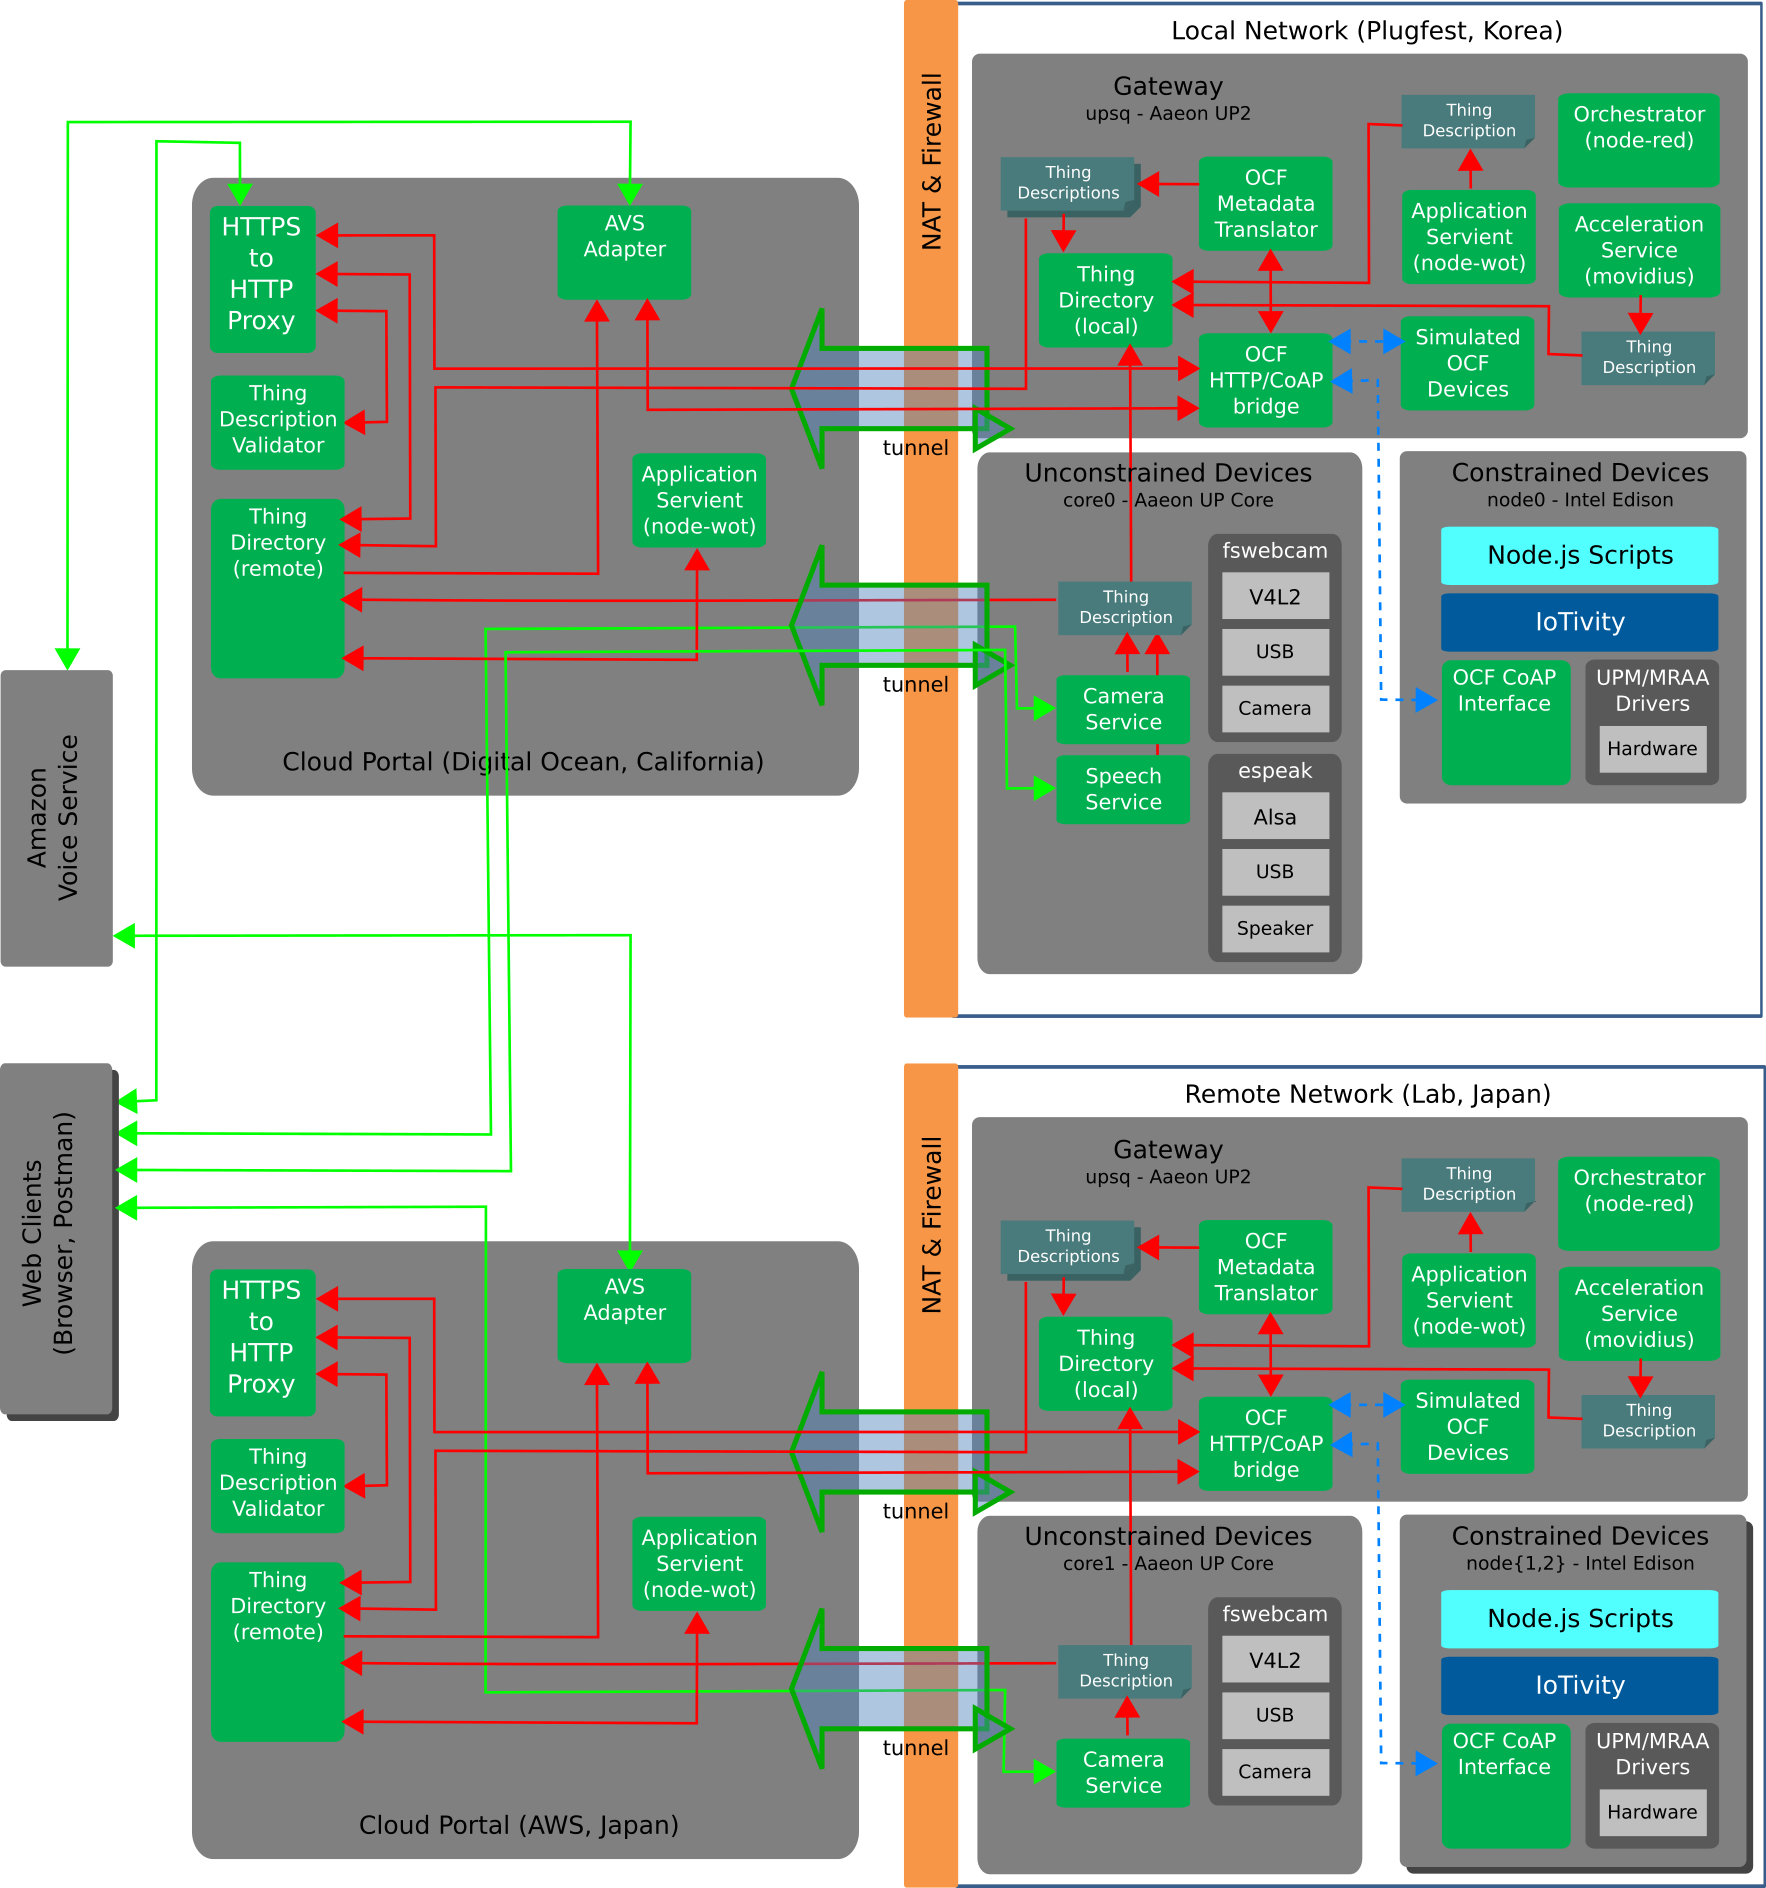 Local Network (Plugfest, Korea)
NAT & Firewall
Gateway
upsq - Aaeon UP2
Thing
Descriptions
OCF
Metadata
Translator
Thing
Description
Orchestrator
(node-red)
Application
Servient
(node-wot)
Acceleration
Service
(movidius)
Thing
Directory
(local)
OCF
HTTP/CoAP
bridge
Simulated
OCF
Devices
Thing
Description
HTTPS
to
HTTP
Proxy
AVS
Adapter
Thing
Description
Validator
Thing
Directory
(remote)
Application
Servient
(node-wot)
tunnel
tunnel
Cloud Portal (Digital Ocean, California)
Unconstrained Devices
core0 - Aaeon UP Core
Thing
Description
Camera
Service
Speech
Service
fswebcam
V4L2
USB
Camera
espeak
Alsa
USB
Speaker
Constrained Devices
node0 - Intel Edison
Node.js Scripts
IoTivity
OCF CoAP
Interface
UPM/MRAA
Drivers
Hardware
Amazon
Voice Service
Web Clients
(Browser, Postman)
Remote Network (Lab, Japan)
NAT & Firewall
Gateway
upsq - Aaeon UP2
Thing
Descriptions
OCF
Metadata
Translator
Thing
Description
Orchestrator
(node-red)
Application
Servient
(node-wot)
Acceleration
Service
(movidius)
Thing
Directory
(local)
OCF
HTTP/CoAP
bridge
Simulated
OCF
Devices
Thing
Description
HTTPS
to
HTTP
Proxy
AVS
Adapter
Thing
Description
Validator
Thing
Directory
(remote)
Application
Servient
(node-wot)
tunnel
tunnel
Cloud Portal (AWS, Japan)
Unconstrained Devices
core1 - Aaeon UP Core
Thing
Description
Camera
Service
fswebcam
V4L2
USB
Camera
Constrained Devices
node{1,2} - Intel Edison
Node.js Scripts
IoTivity
OCF CoAP
Interface
UPM/MRAA
Drivers
Hardware